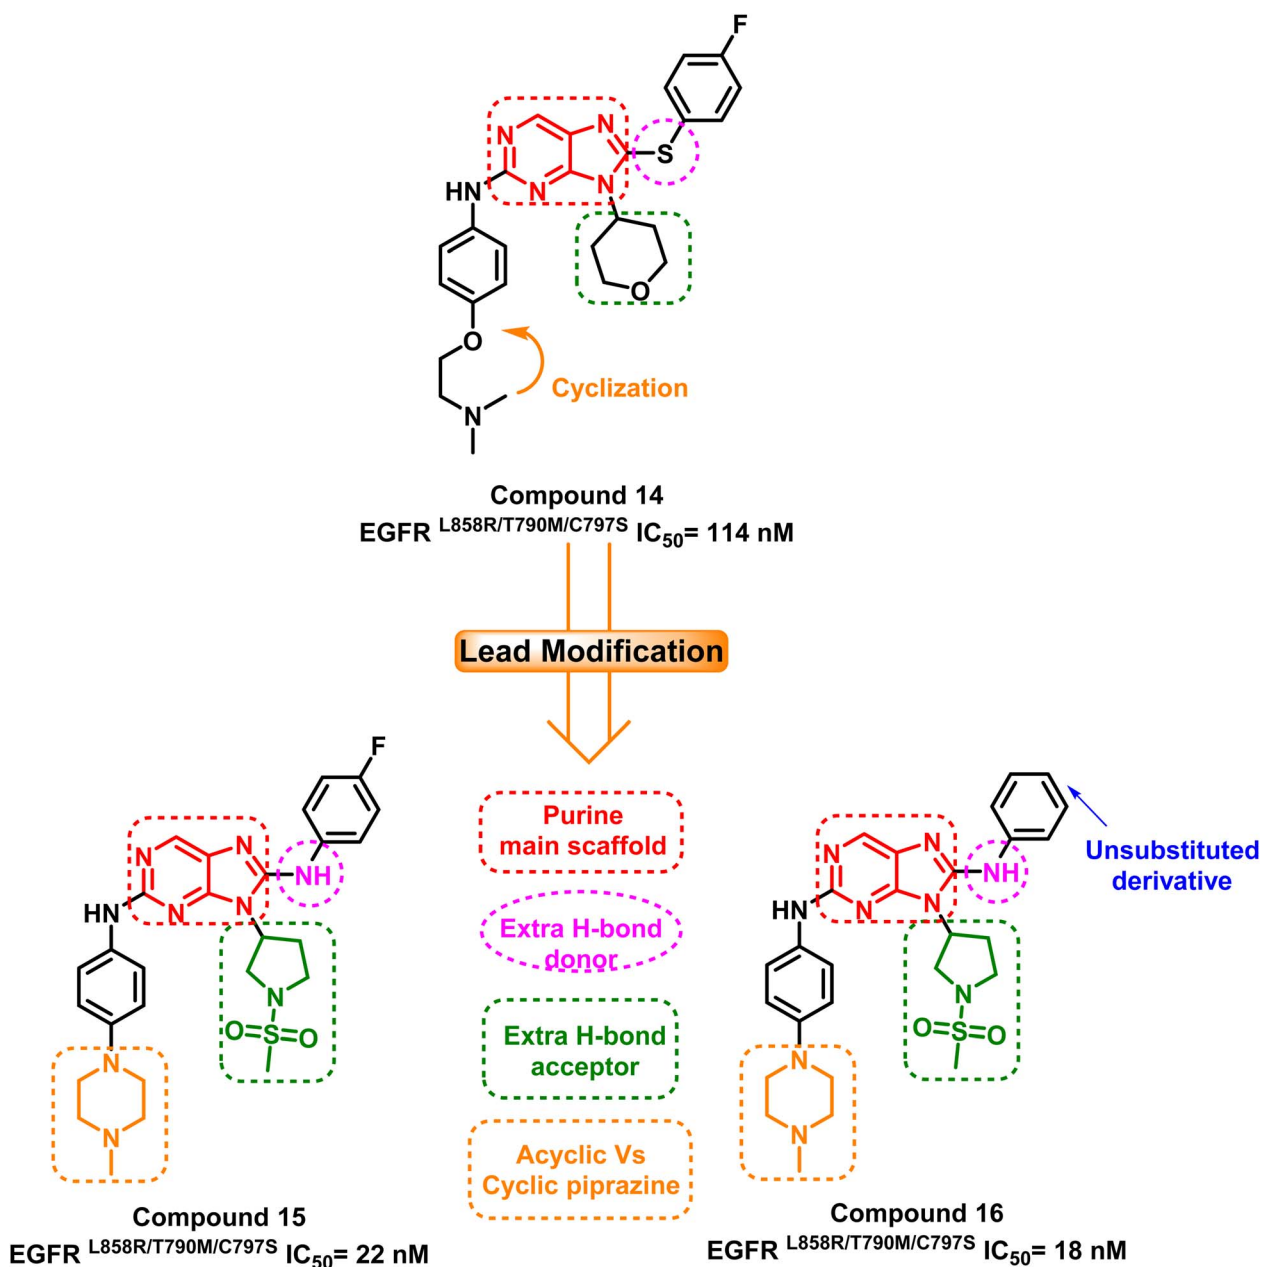 F
N
N
N
N
S
HN
O
O
N
Cyclization
Compound 14
EGFR L858R/T790M/C797S IC50= 114 nM
Lead Modification
F
N
N
N
N
NH
HN
N
O=S=O
N
N
Compound 15
EGFR L858R/T790M/C797S IC50= 22 nM
Purine
main scaffold
Extra H-bond
donor
Extra H-bond
acceptor
Acyclic Vs
Cyclic piprazine
N
N
N
N
NH
HN
N
O=S=O
N
N
Unsubstituted
derivative
Compound 16
EGFR L858R/T790M/C797S IC50= 18 nM